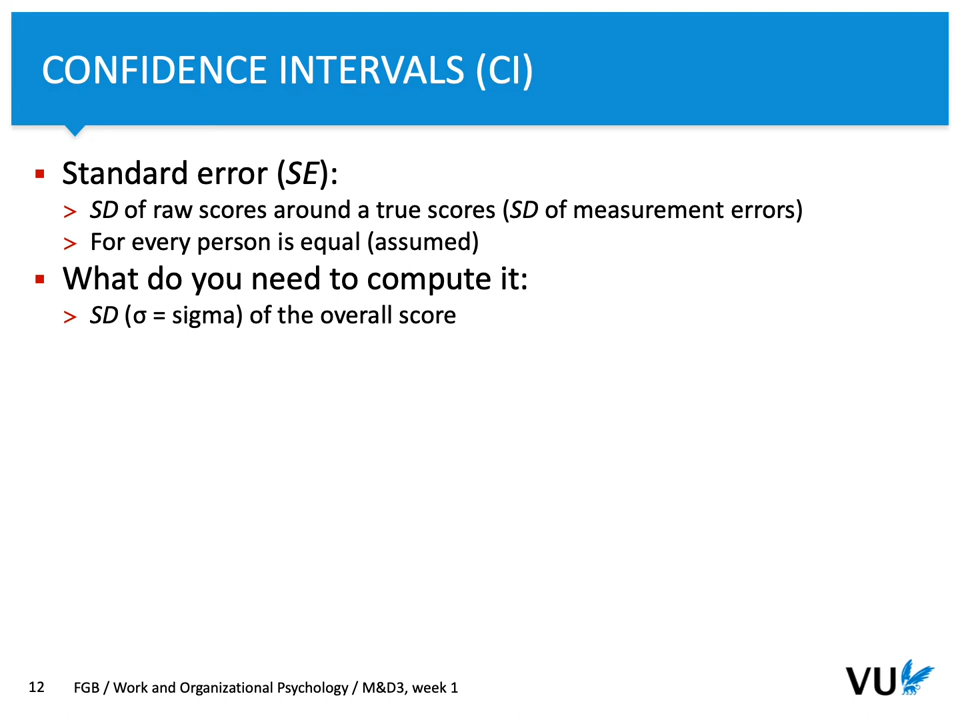 CONFIDENCE INTERVALS (CI)
▪ Standard error (SE):
> SD of raw scores around a true scores (SD of measurement errors)
> For every person is equal (assumed)
▪ What do you need to compute it:
> SD (σ = sigma) of the overall score
12 FGB / Work and Organizational Psychology / M&D3, week 1
VU